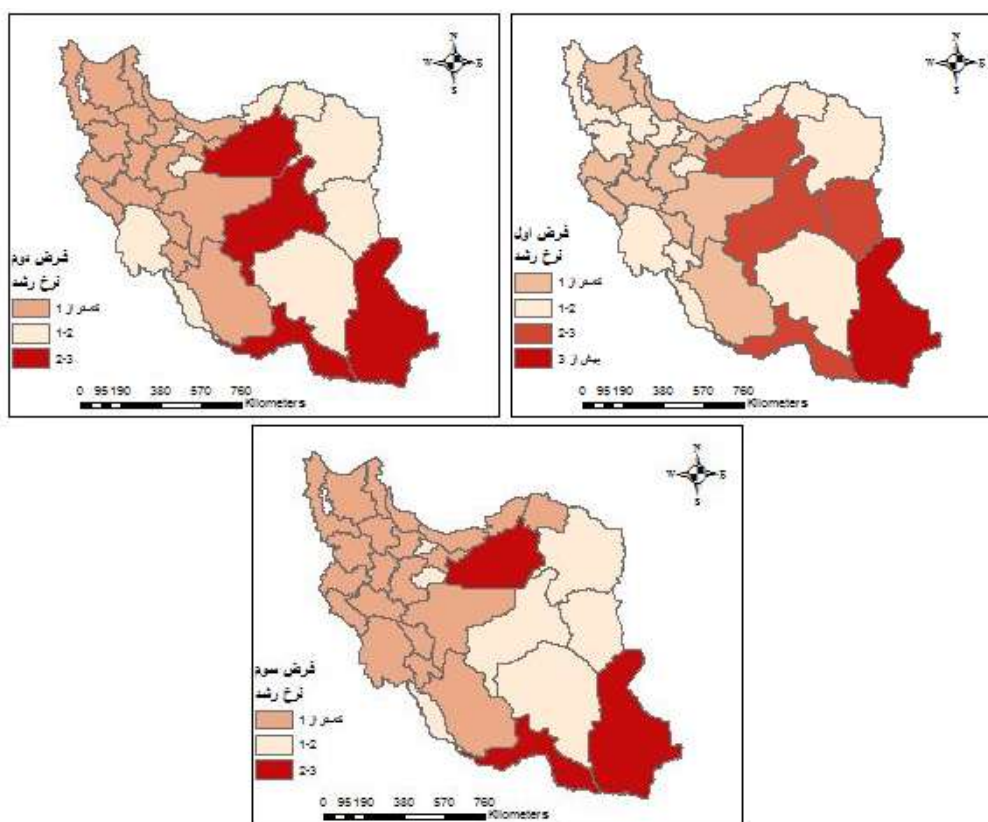 N
W E
S
فرض اول
نرخ رشد
کمتر از 1
1-2
2-3
بیش از 3
0 95190 380 570 760
Kilometers
N
W E
S
فرض دوم
نرخ رشد
کمتر از 1
1-2
2-3
0 95190 380 570 760
Kilometers
N
W E
S
فرض سوم
نرخ رشد
کمتر از 1
1-2
2-3
0 95190 380 570 760
Kilometers